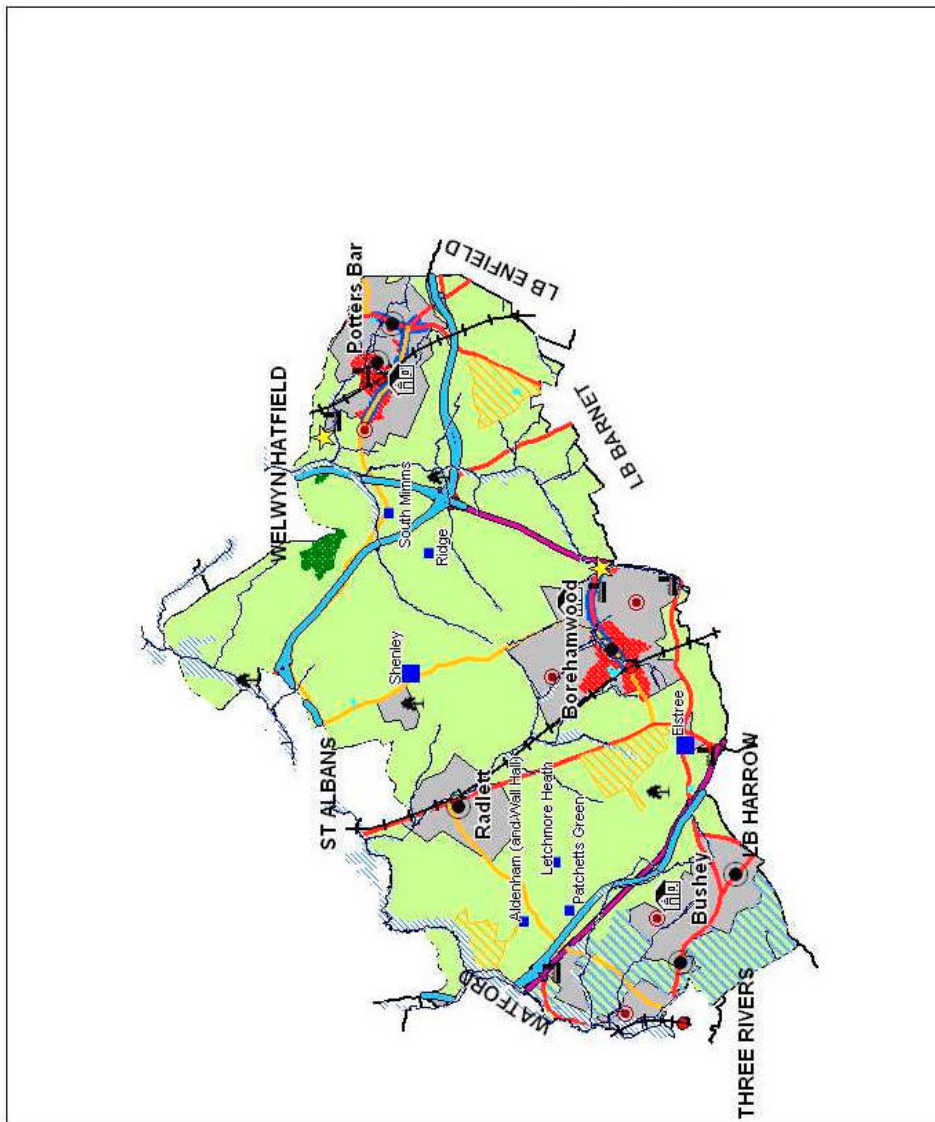 WELWYN HATFIELD
Potters Bar
LB ENFIELD
South Mimms
Ridge
LB BARNET
ST ALBANS
Shenley
Borehamwood
Radlett
Elstree
Aldenham (and Wall Hall)
Letchmore Heath
Patchetts Green
LB HARROW
WATFORD
Bushey
THREE RIVERS